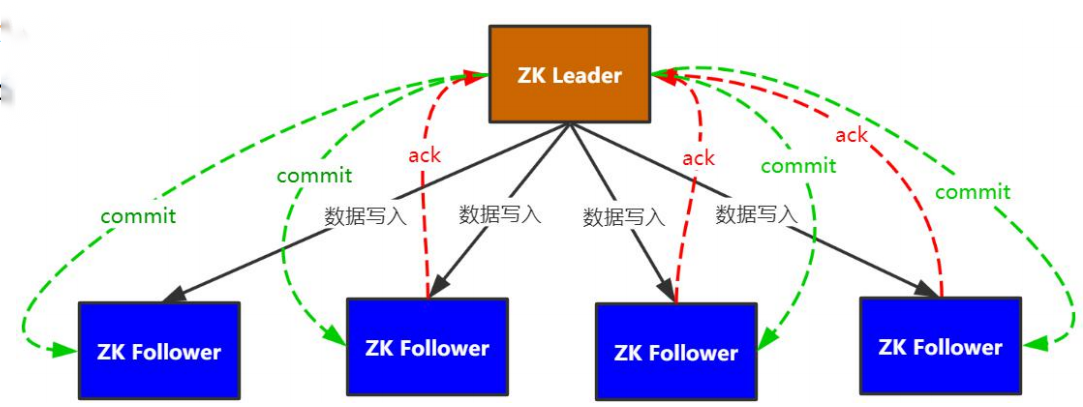 ZK Leader
ack
ack
ack
commit
commit
commit
commit
数据写入
数据写入
数据写入
数据写入
ZK Follower
ZK Follower
ZK Follower
ZK Follower